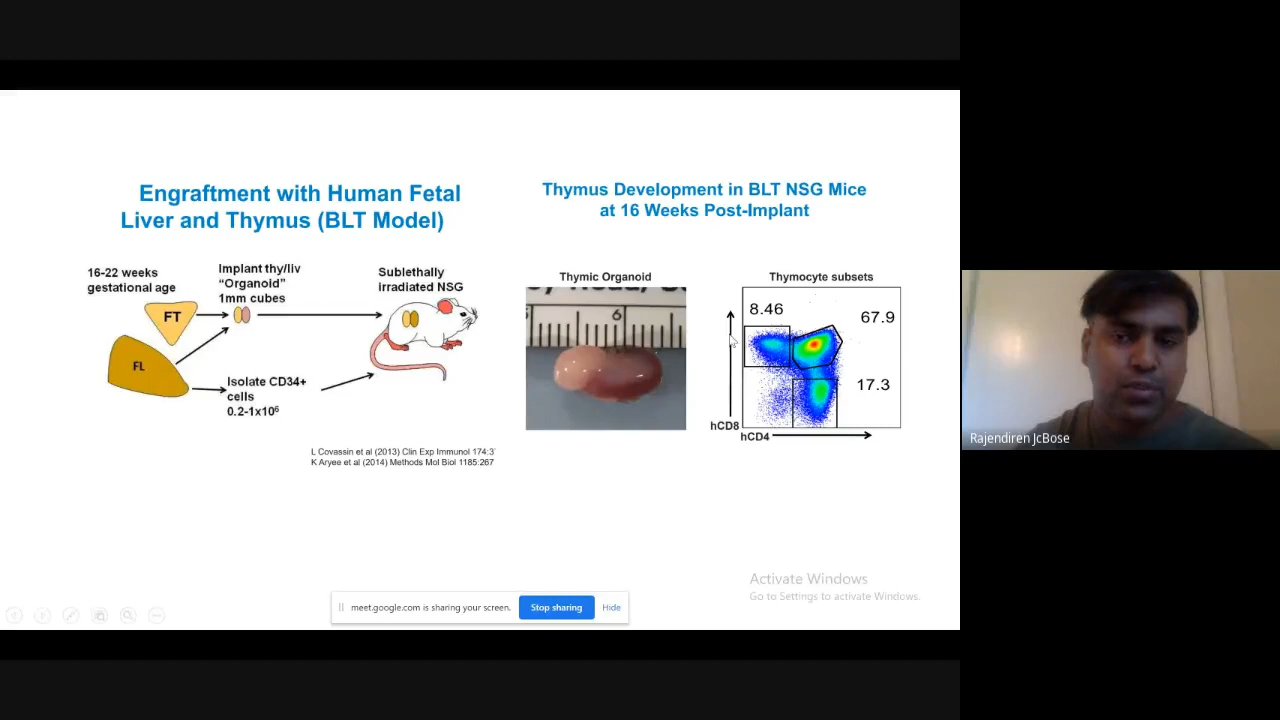 Engraftment with Human Fetal
Liver and Thymus (BLT Model)
16-22 weeks
gestational age
FT
FL
Implant thy/liv
“Organoid”
1mm cubes
Isolate CD34+
cells
0.2-1x10⁶
Sublethally
irradiated NSG
L Covassin et al (2013) Clin Exp Immunol 174:3
K Aryee et al (2014) Methods Mol Biol 1185:267
Thymus Development in BLT NSG Mice
at 16 Weeks Post-Implant
Thymic Organoid
6
Thymocyte subsets
8.46
67.9
17.3
hCD8
hCD4
Rajendiren JcBose
Activate Windows
Go to Settings to activate Windows.
meet.google.com is sharing your screen.
Stop sharing
Hide